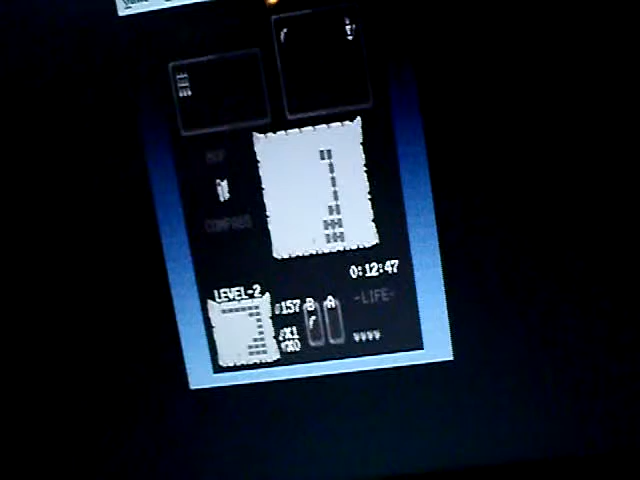 MAP
COMPASS
0:12:47
LEVEL-2
157 B A -LIFE-
X1
X0